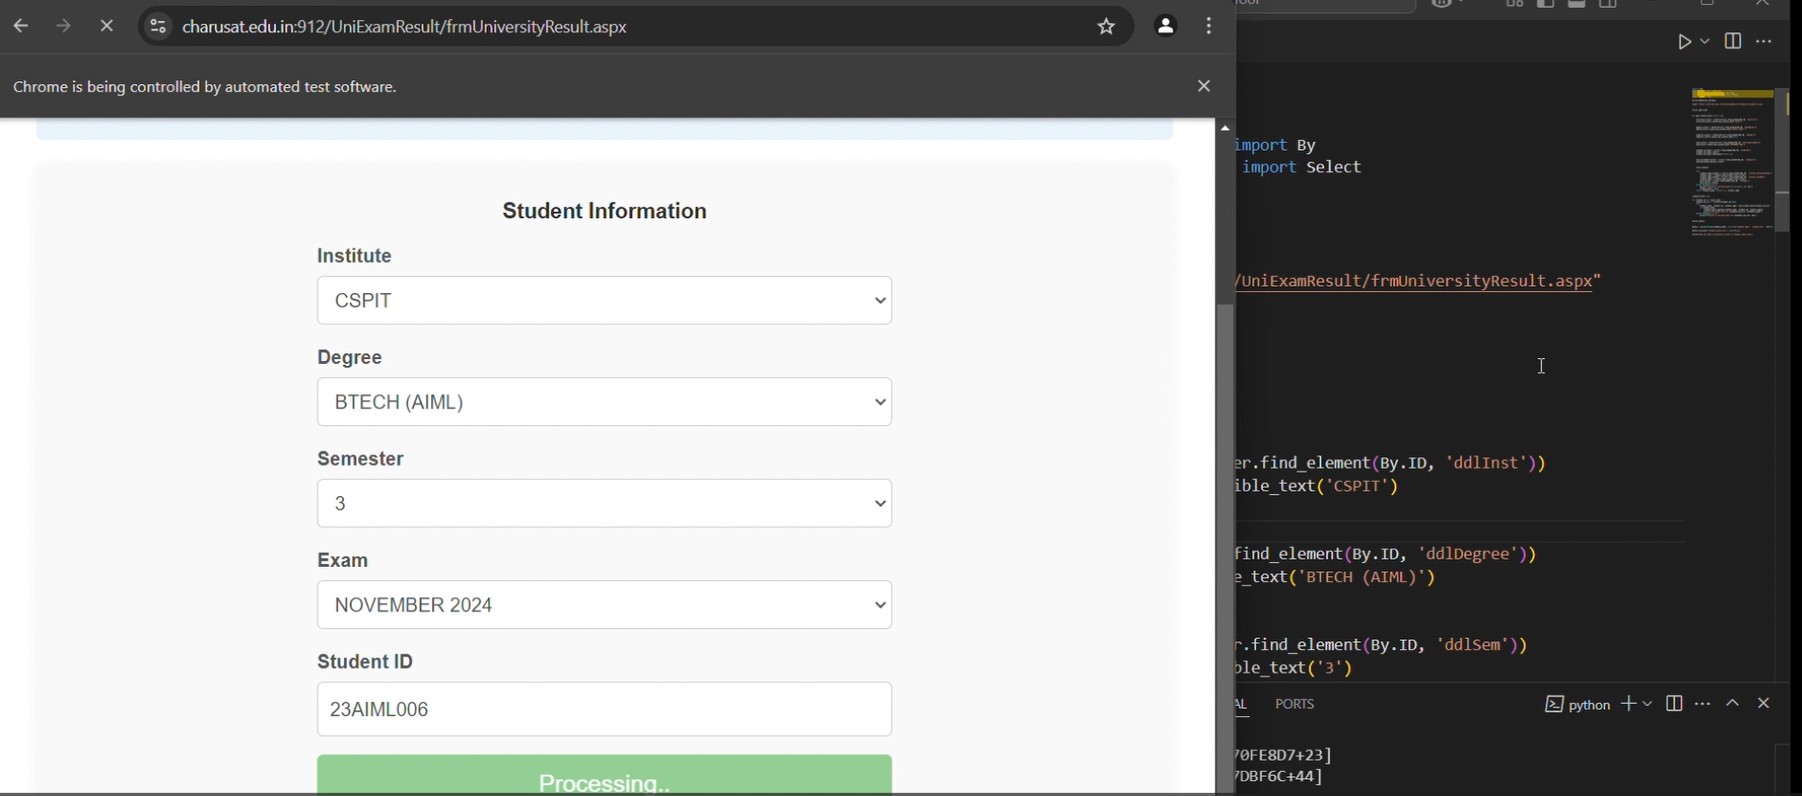 charusat.edu.in:912/UniExamResult/frmUniversityResult.aspx
Chrome is being controlled by automated test software.
Student Information
Institute
CSPIT
Degree
BTECH (AIML)
Semester
3
Exam
NOVEMBER 2024
Student ID
23AIML006
Processing..
import By
import Select
/UniExamResult/frmUniversityResult.aspx"
er.find_element(By.ID, 'ddlInst'))
ible_text('CSPIT')
find_element(By.ID, 'ddlDegree'))
e_text('BTECH (AIML)')
r.find_element(By.ID, 'ddlSem'))
ble_text('3')
AL PORTS
python
70FE8D7+23]
7DBF6C+44]